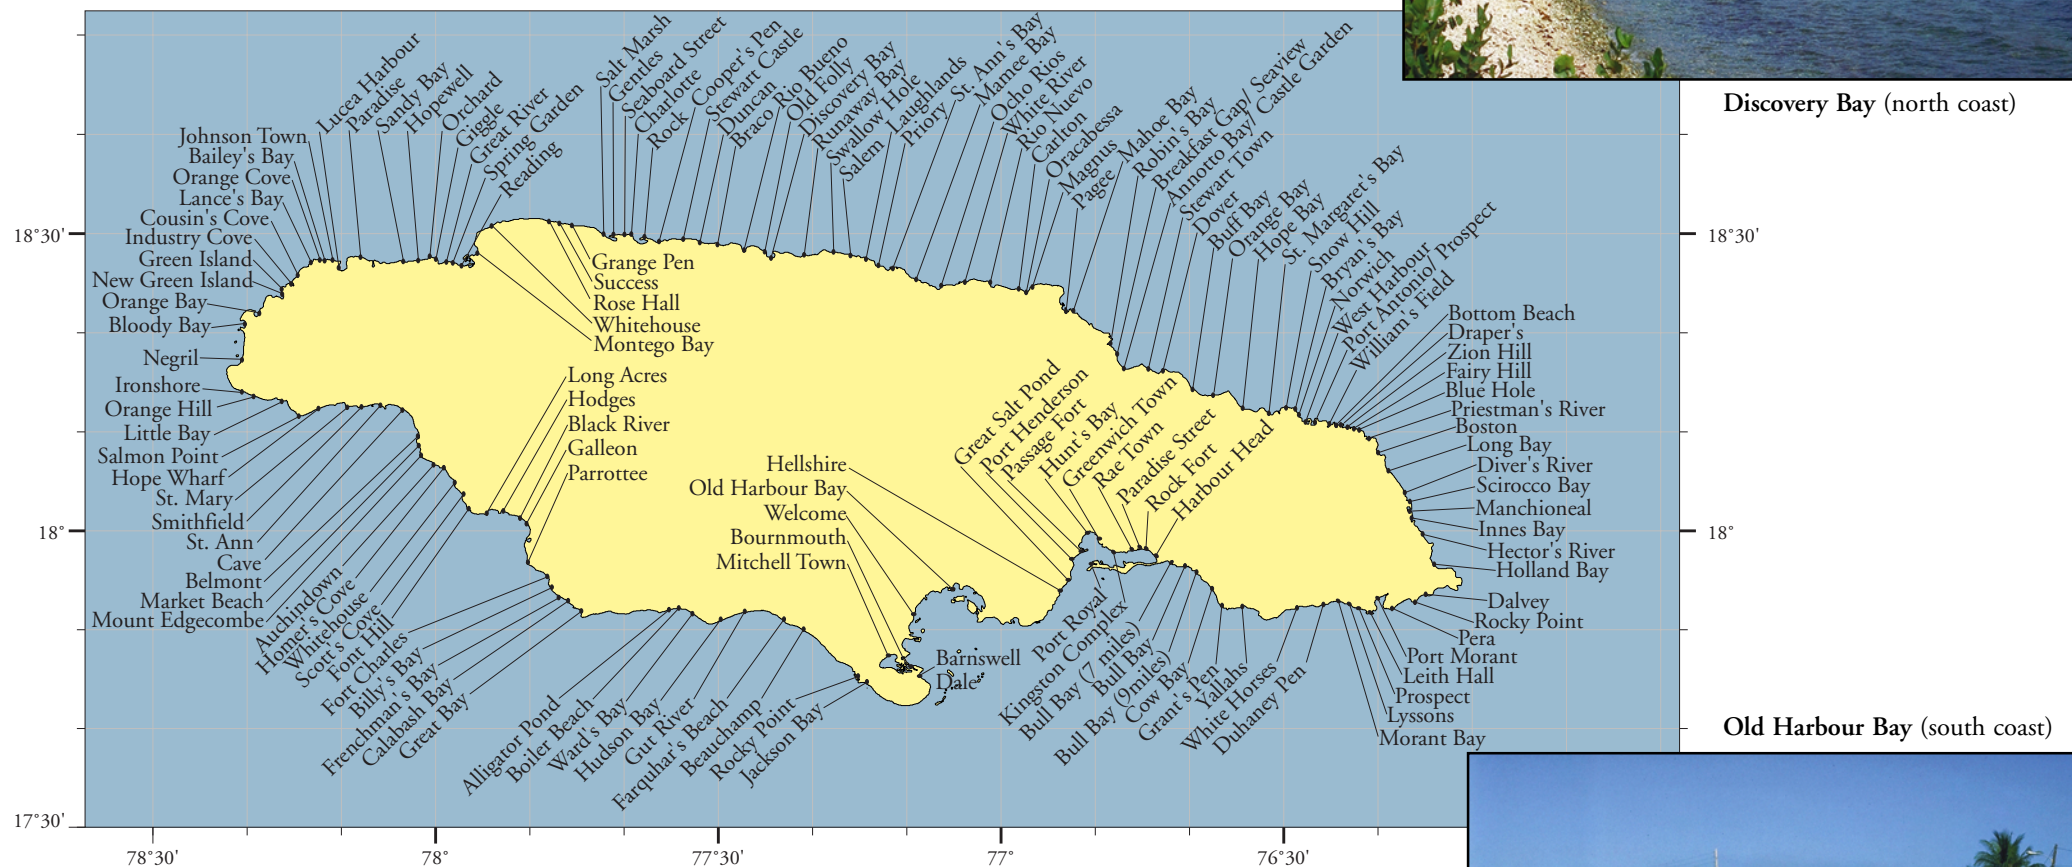 Johnson Town
Bailey's Bay
Orange Cove
Lance's Bay
Cousin's Cove
Industry Cove
Green Island
New Green Island
Orange Bay
Bloody Bay
Negril
Ironshore
Orange Hill
Little Bay
Salmon Point
Hope Wharf
St. Mary
Smithfield
St. Ann
Cave
Belmont
Market Beach
Mount Edgecombe
Lucea Harbour
Paradise
Sandy Bay
Hopewell
Orchard
Giggle
Great River
Spring Garden
Reading
Salt Marsh
Gentles
Seaboard Street
Charlotte
Rock
Cooper's Pen
Stewart Castle
Duncan
Braco
Rio Bueno
Old Folly
Discovery Bay
Runaway Bay
Swallow Hole
Salem
Laughlands
Priory
St. Ann's Bay
Mamee Bay
Ocho Rios
White River
Rio Nuevo
Carlton
Oracabessa
Magnus
Pagee
Mahoe Bay
Robin's Bay
Breakfast Gap/ Seaview
Annotto Bay/ Castle Garden
Stewart Town
Dover
Buff Bay
Orange Bay
Hope Bay
St. Margaret's Bay
Snow Hill
Bryan's Bay
Norwich
West Harbour
Port Antonio/ Prospect
William's Field
Bottom Beach
Draper's
Zion Hill
Fairy Hill
Blue Hole
Priestman's River
Boston
Long Bay
Diver's River
Scirocco Bay
Manchioneal
Innes Bay
Hector's River
Holland Bay
Dalvey
Rocky Point
Pera
Port Morant
Leith Hall
Prospect
Lyssons
Morant Bay
Grange Pen
Success
Rose Hall
Whitehouse
Montego Bay
Long Acres
Hodges
Black River
Galleon
Parrottee
Hellshire
Old Harbour Bay
Welcome
Bournmouth
Mitchell Town
Great Salt Pond
Port Henderson
Passage Fort
Hunt's Bay
Greenwich Town
Rae Town
Paradise Street
Rock Fort
Harbour Head
Barnswell
Dale
Auchindown
Homer's Cove
Whitehouse
Scott's Cove
Font Hill
Fort Charles
Billy's Bay
Frenchman's Bay
Calabash Bay
Great Bay
Alligator Pond
Boiler Beach
Ward's Bay
Hudson Bay
Gut River
Farquhar's Beach
Beauchamp
Rocky Point
Jackson Bay
Port Royal
Kingston Complex
Bull Bay (7 miles)
Bull Bay
Bull Bay (9miles)
Cow Bay
Grant's Pen
Yallahs
White Horses
Duhaney Pen
18°30'
18°
17°30'
18°30'
18°
78°30'
78°
77°30'
77°
76°30'
Discovery Bay (north coast)
Old Harbour Bay (south coast)